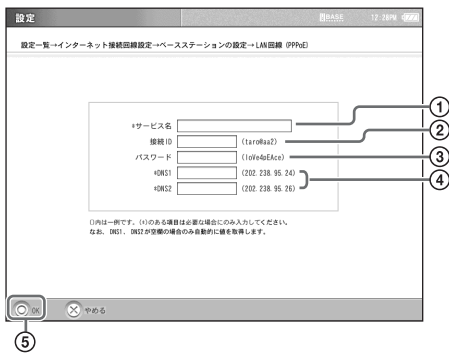 設定
BASE 12:28PM
設定一覧→インターネット接続回線設定→ベースステーションの設定→LAN回線 (PPPoE)
*サービス名
接続ID (taro@aa2)
パスワード (loVe4pEAce)
*DNS1 (202.238.95.24)
*DNS2 (202.238.95.26)
①
②
③
④
()内は一例です。(*)のある項目は必要な場合にのみ入力してください。
なお、DNS1、DNS2が空欄の場合のみ自動的に値を取得します。
OK やめる
⑤